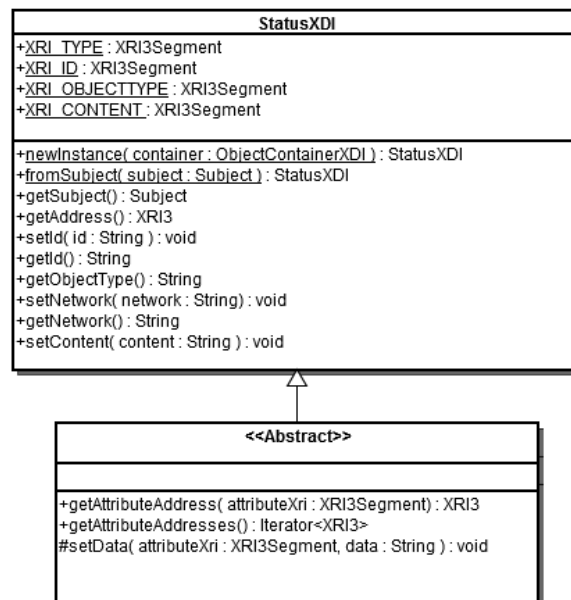 StatusXDI
+XRI_TYPE : XRI3Segment
+XRI_ID : XRI3Segment
+XRI_OBJECTTYPE : XRI3Segment
+XRI_CONTENT : XRI3Segment
+newInstance( container : ObjectContainerXDI ) : StatusXDI
+fromSubject( subject : Subject ) : StatusXDI
+getSubject() : Subject
+getAddress() : XRI3
+setId( id : String ) : void
+getId() : String
+getObjectType() : String
+setNetwork( network : String) : void
+getNetwork() : String
+setContent( content : String ) : void
<<Abstract>>
+getAttributeAddress( attributeXri : XRI3Segment) : XRI3
+getAttributeAddresses() : Iterator<XRI3>
#setData( attributeXri : XRI3Segment, data : String ) : void